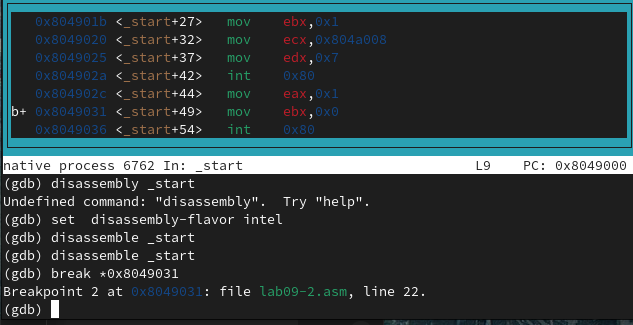 0x804901b <_start+27> mov ebx,0x1
0x8049020 <_start+32> mov ecx,0x804a008
0x8049025 <_start+37> mov edx,0x7
0x804902a <_start+42> int 0x80
0x804902c <_start+44> mov eax,0x1
b+ 0x8049031 <_start+49> mov ebx,0x0
0x8049036 <_start+54> int 0x80
native process 6762 In: _start L9 PC: 0x8049000
(gdb) disassembly _start
Undefined command: "disassembly". Try "help".
(gdb) set disassembly-flavor intel
(gdb) disassemble _start
(gdb) disassemble _start
(gdb) break *0x8049031
Breakpoint 2 at 0x8049031: file lab09-2.asm, line 22.
(gdb)